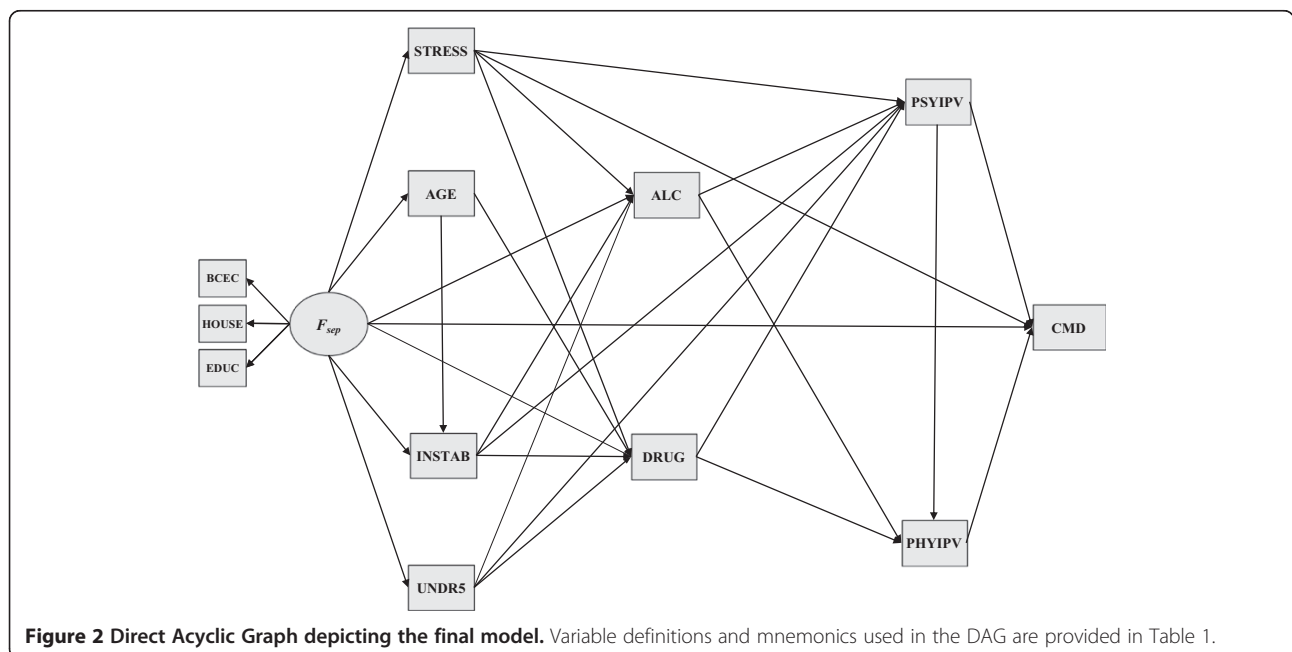 STRESS
PSYIPV
AGE
ALC
BCEC
HOUSE
EDUC
Fsep
CMD
INSTAB
DRUG
PHYIPV
UNDR5
Figure 2 Direct Acyclic Graph depicting the final model. Variable definitions and mnemonics used in the DAG are provided in Table 1.